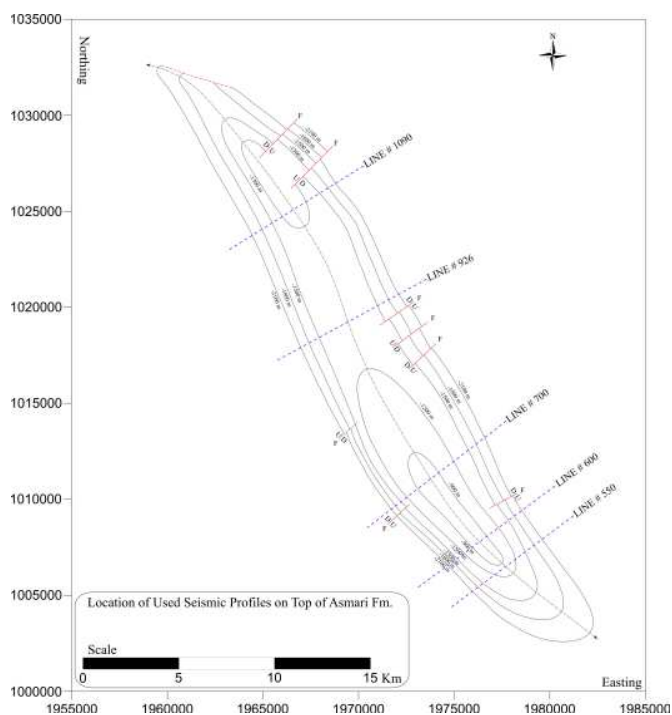 1035000
Northing
N
1030000
1025000
1020000
1015000
1010000
1005000
1000000
F
F
D/U
U/D
LINE # 1090
LINE # 926
F
D/U
F
U/D
F
D/U
LINE # 700
U/D
F
LINE # 600
LINE # 550
F
D/U
D/U
F
-1200 m
-900 m
Location of Used Seismic Profiles on Top of Asmari Fm.
Scale
0 5 10 15 Km
Easting
1955000 1960000 1965000 1970000 1975000 1980000 1985000